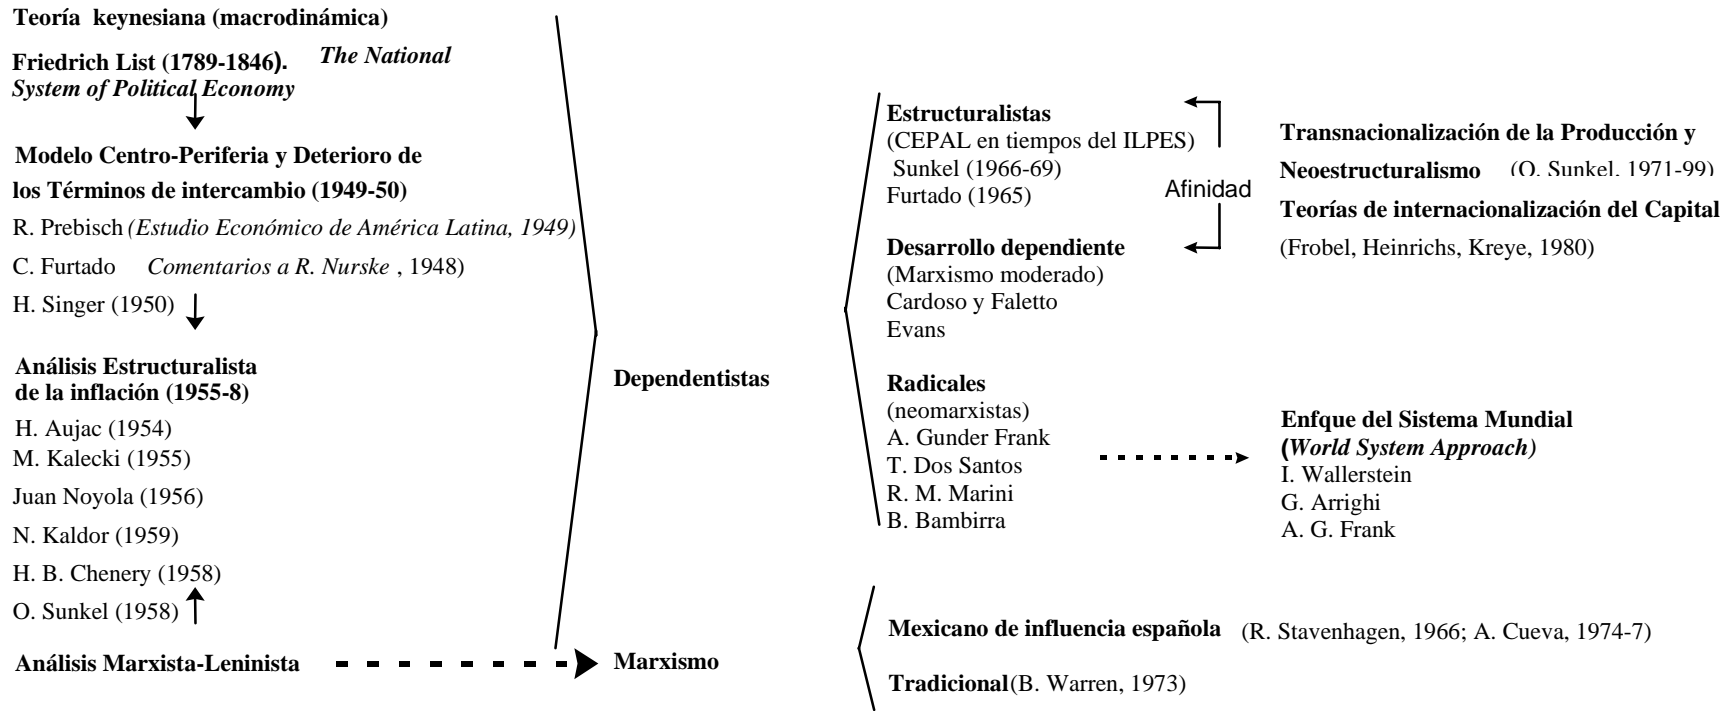 Teoría keynesiana (macrodinámica)
Friedrich List (1789-1846). The National
System of Political Economy
Modelo Centro-Periferia y Deterioro de
los Términos de intercambio (1949-50)
R. Prebisch (Estudio Económico de América Latina, 1949)
C. Furtado Comentarios a R. Nurske , 1948)
H. Singer (1950)
Análisis Estructuralista
de la inflación (1955-8)
H. Aujac (1954)
M. Kalecki (1955)
Juan Noyola (1956)
N. Kaldor (1959)
H. B. Chenery (1958)
O. Sunkel (1958)
Análisis Marxista-Leninista
Dependentistas
Marxismo
Estructuralistas
(CEPAL en tiempos del ILPES)
Sunkel (1966-69)
Furtado (1965)
Desarrollo dependiente
(Marxismo moderado)
Cardoso y Faletto
Evans
Radicales
(neomarxistas)
A. Gunder Frank
T. Dos Santos
R. M. Marini
B. Bambirra
Afinidad
Transnacionalización de la Producción y
Neoestructuralismo (O. Sunkel, 1971-99)
Teorías de internacionalización del Capital
(Frobel, Heinrichs, Kreye, 1980)
Enfque del Sistema Mundial
(World System Approach)
I. Wallerstein
G. Arrighi
A. G. Frank
Mexicano de influencia española (R. Stavenhagen, 1966; A. Cueva, 1974-7)
Tradicional (B. Warren, 1973)